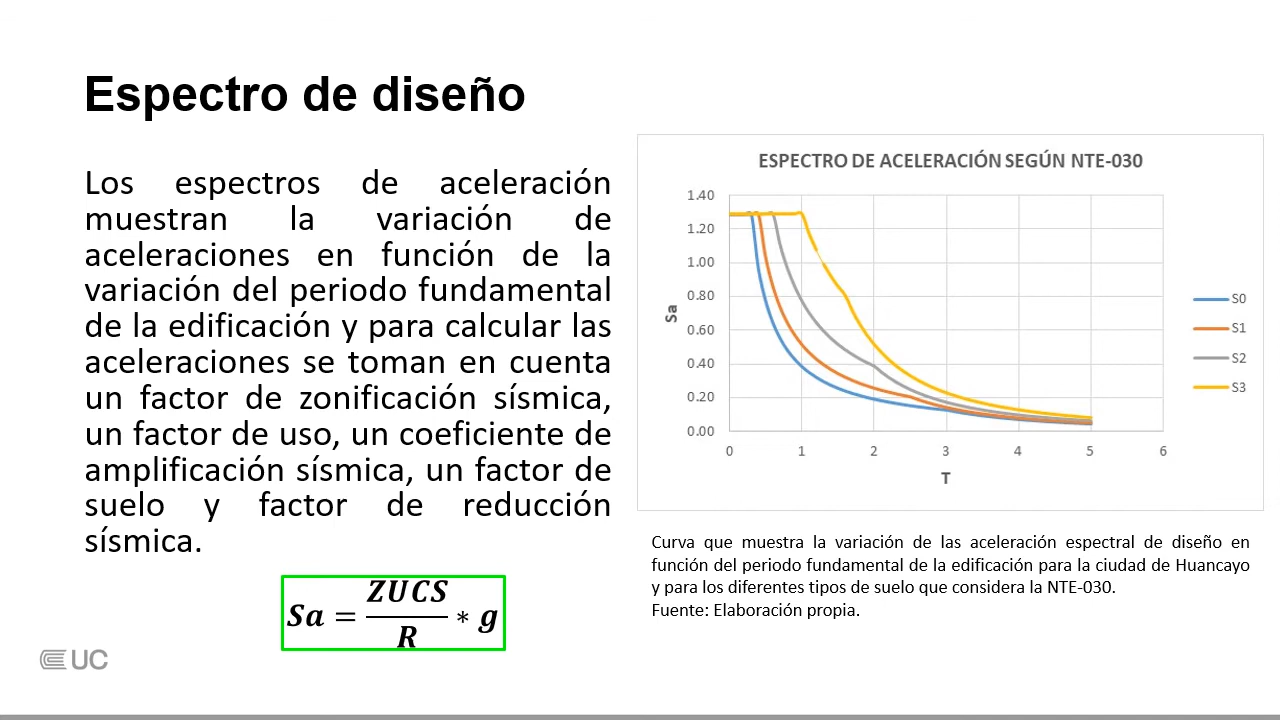 Espectro de diseño
Los espectros de aceleración
muestran la variación de
aceleraciones en función de la
variación del periodo fundamental
de la edificación y para calcular las
aceleraciones se toman en cuenta
un factor de zonificación sísmica,
un factor de uso, un coeficiente de
amplificación sísmica, un factor de
suelo y factor de reducción
sísmica.
Sa = ZUCS/R * g
UC
ESPECTRO DE ACELERACIÓN SEGÚN NTE-030
1.40
1.20
1.00
0.80
0.60
0.40
0.20
0.00
Sa
0 1 2 3 4 5 6
T
S0
S1
S2
S3
Curva que muestra la variación de las aceleración espectral de diseño en
función del periodo fundamental de la edificación para la ciudad de Huancayo
y para los diferentes tipos de suelo que considera la NTE-030.
Fuente: Elaboración propia.